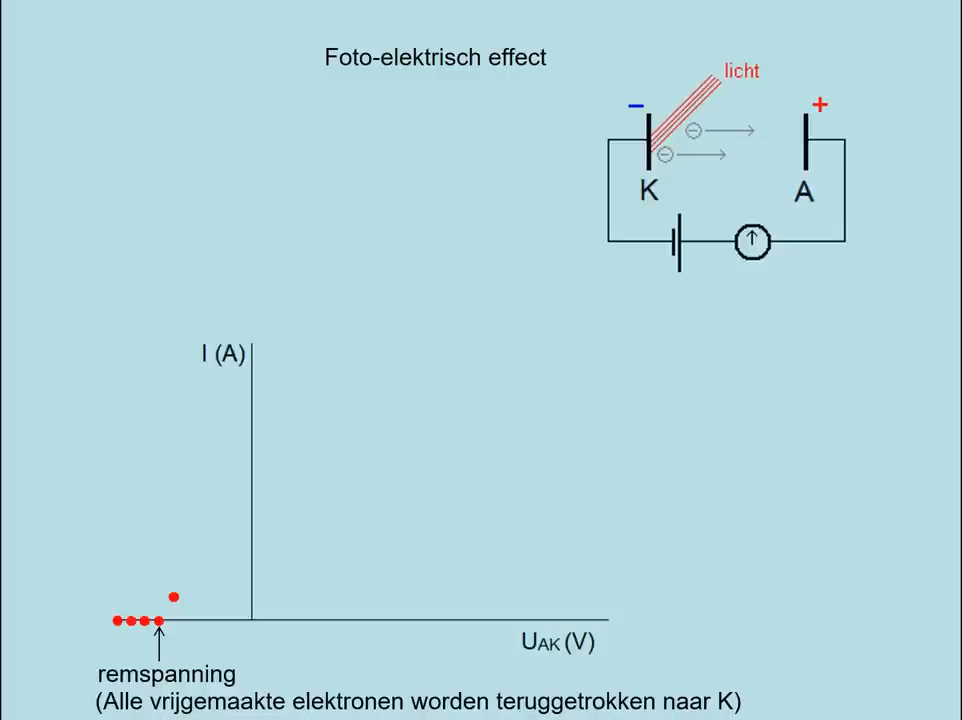 Foto-elektrisch effect
licht
– +
K A
I (A)
UAK (V)
remspanning
(Alle vrijgemaakte elektronen worden teruggetrokken naar K)